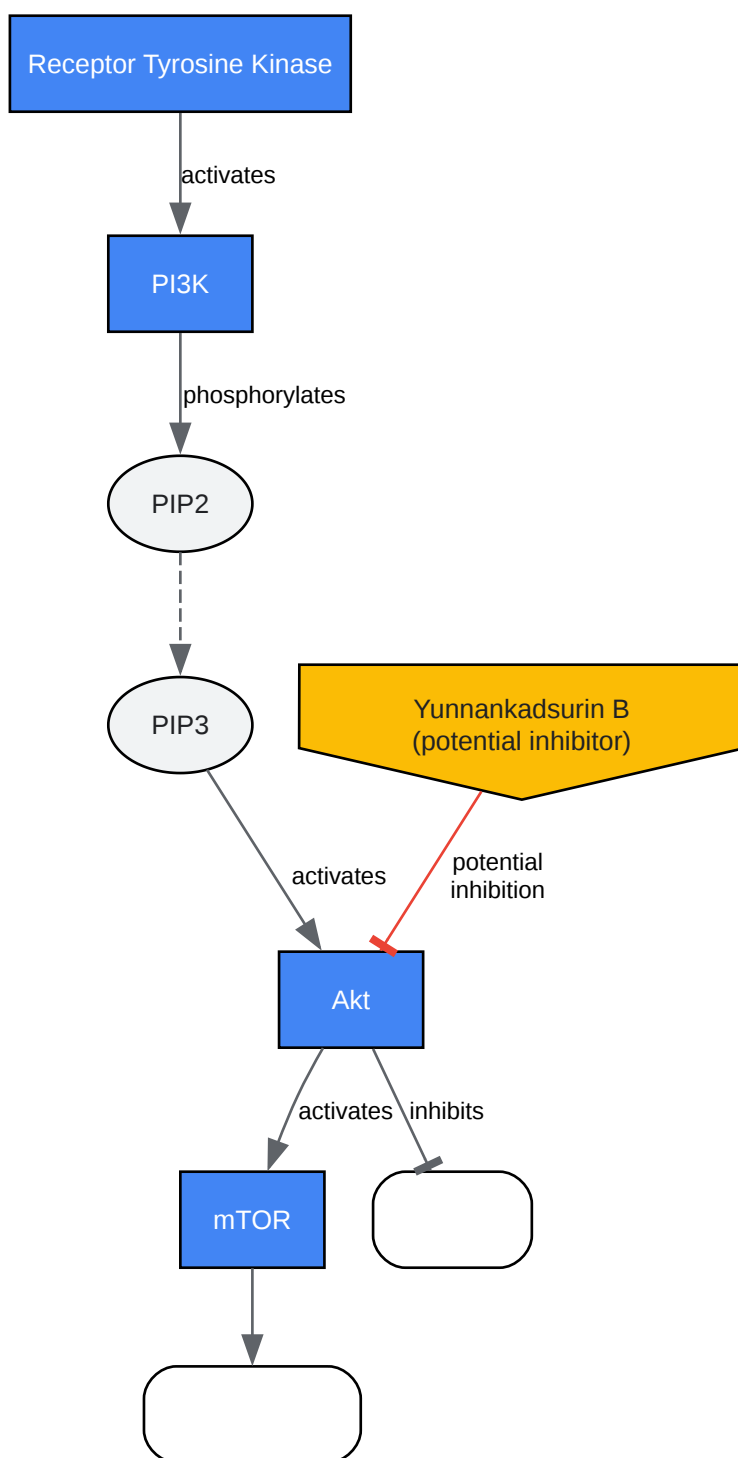 Receptor Tyrosine Kinase
activates
PI3K
phosphorylates
PIP2
PIP3
Yunnankadsurin B
(potential inhibitor)
activates
potential
inhibition
Akt
activates
inhibits
mTOR